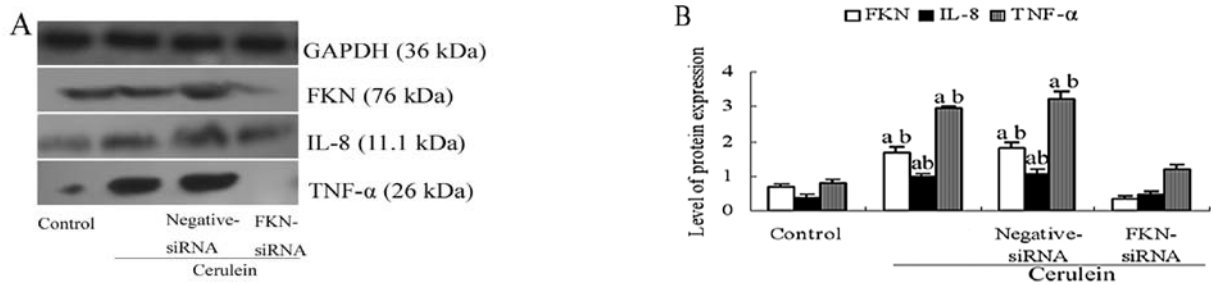 A
GAPDH (36 kDa)
FKN (76 kDa)
IL-8 (11.1 kDa)
TNF-α (26 kDa)
Control
Negative-
siRNA
FKN-
siRNA
Cerulein
B
FKN IL-8 TNF-α
Level of protein expression
4
3
2
1
0
a b
ab
a b
a b
ab
a b
Control
Negative-
siRNA
FKN-
siRNA
Cerulein